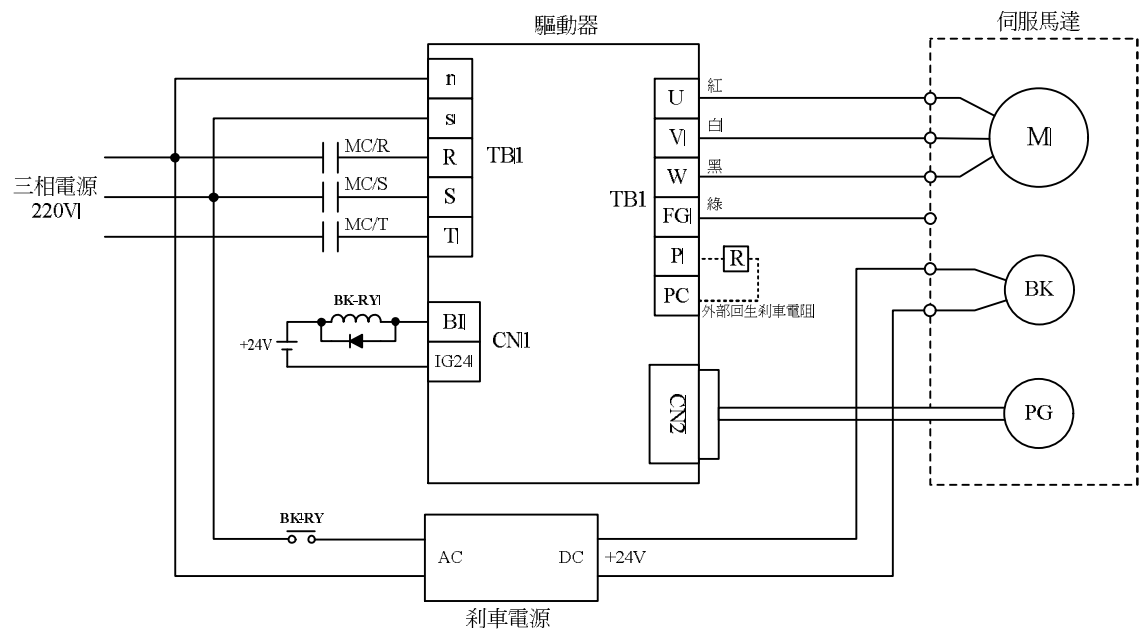 驅動器
伺服馬達
r
s
MC/R
R
TB1
三相電源
220V
MC/S
S
MC/T
T
U
紅
V
白
W
黑
TB1
FG
綠
P
R
PC
外部回生剎車電阻
M
BK-RY
BI
CN1
+24V
IG24
BK
CN2
PG
BK-RY
AC
DC
+24V
剎車電源